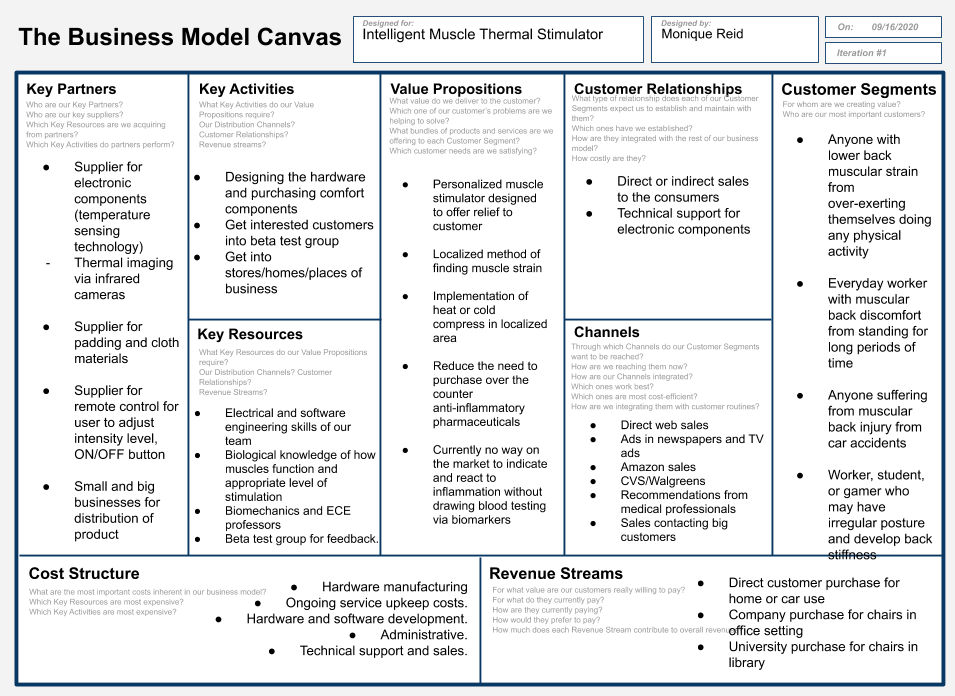 The Business Model Canvas
Designed for:
Intelligent Muscle Thermal Stimulator
Designed by:
Monique Reid
On: 09/16/2020
Iteration #1
Key Partners
Who are our Key Partners?
Who are our key suppliers?
Which Key Resources are we acquiring
from partners?
Which Key Activities do partners perform?
● Supplier for
electronic
components
(temperature
sensing
technology)
- Thermal imaging
via infrared
cameras
● Supplier for
padding and cloth
materials
● Supplier for
remote control for
user to adjust
intensity level,
ON/OFF button
● Small and big
businesses for
distribution of
product
Key Activities
What Key Activities do our Value
Propositions require?
Our Distribution Channels?
Customer Relationships?
Revenue streams?
● Designing the hardware
and purchasing comfort
components
● Get interested customers
into beta test group
● Get into
stores/homes/places of
business
Key Resources
What Key Resources do our Value Propositions
require?
Our Distribution Channels? Customer
Relationships?
Revenue Streams?
● Electrical and software
engineering skills of our
team
● Biological knowledge of how
muscles function and
appropriate level of
stimulation
● Biomechanics and ECE
professors
● Beta test group for feedback.
Value Propositions
What value do we deliver to the customer?
Which one of our customer's problems are we
helping to solve?
What bundles of products and services are we
offering to each Customer Segment?
Which customer needs are we satisfying?
● Personalized muscle
stimulator designed
to offer relief to
customer
● Localized method of
finding muscle strain
● Implementation of
heat or cold
compress in localized
area
● Reduce the need to
purchase over the
counter
anti-inflammatory
pharmaceuticals
● Currently no way on
the market to indicate
and react to
inflammation without
drawing blood testing
via biomarkers
Customer Relationships
What type of relationship does each of our Customer
Segments expect us to establish and maintain with
them?
Which ones have we established?
How are they integrated with the rest of our business
model?
How costly are they?
● Direct or indirect sales
to the consumers
● Technical support for
electronic components
Channels
Through which Channels do our Customer Segments
want to be reached?
How are we reaching them now?
How are our Channels integrated?
Which ones work best?
Which ones are most cost-efficient?
How are we integrating them with customer routines?
● Direct web sales
● Ads in newspapers and TV
ads
● Amazon sales
● CVS/Walgreens
● Recommendations from
medical professionals
● Sales contacting big
customers
Customer Segments
For whom are we creating value?
Who are our most important customers?
● Anyone with
lower back
muscular strain
from
over-exerting
themselves doing
any physical
activity
● Everyday worker
with muscular
back discomfort
from standing for
long periods of
time
● Anyone suffering
from muscular
back injury from
car accidents
● Worker, student,
or gamer who
may have
irregular posture
and develop back
stiffness
Cost Structure
What are the most important costs inherent in our business model?
Which Key Resources are most expensive?
Which Key Activities are most expensive?
● Hardware manufacturing
● Ongoing service upkeep costs.
● Hardware and software development.
● Administrative.
● Technical support and sales.
Revenue Streams
For what value are our customers really willing to pay?
For what do they currently pay?
How are they currently paying?
How would they prefer to pay?
How much does each Revenue Stream contribute to overall
● Direct customer purchase for
home or car use
● Company purchase for chairs in
office setting
● University purchase for chairs in
library